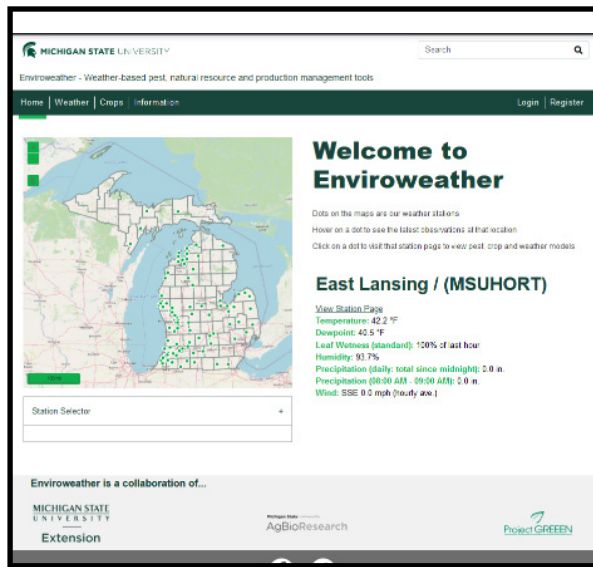 MICHIGAN STATE UNIVERSITY
Search
Enviroweather - Weather-based pest, natural resource and production management tools
Home | Weather | Crops | Information
Login | Register
Welcome to
Enviroweather
Dots on the maps are our weather stations
Hover on a dot to see the latest observations at that location
Click on a dot to visit that station page to view pest, crop and weather models
East Lansing / (MSUHORT)
View Station Page
Temperature: 42.2 °F
Dewpoint: 40.5 °F
Leaf Wetness (standard): 100% of last hour
Humidity: 93.7%
Precipitation (daily: total since midnight): 0.0 in.
Precipitation (08:00 AM - 09:00 AM): 0.0 in.
Wind: SSE 0.0 mph (hourly ave.)
Station Selector +
Enviroweather is a collaboration of...
MICHIGAN STATE
UNIVERSITY
Extension
Michigan State University
AgBioResearch
Project GREEEN